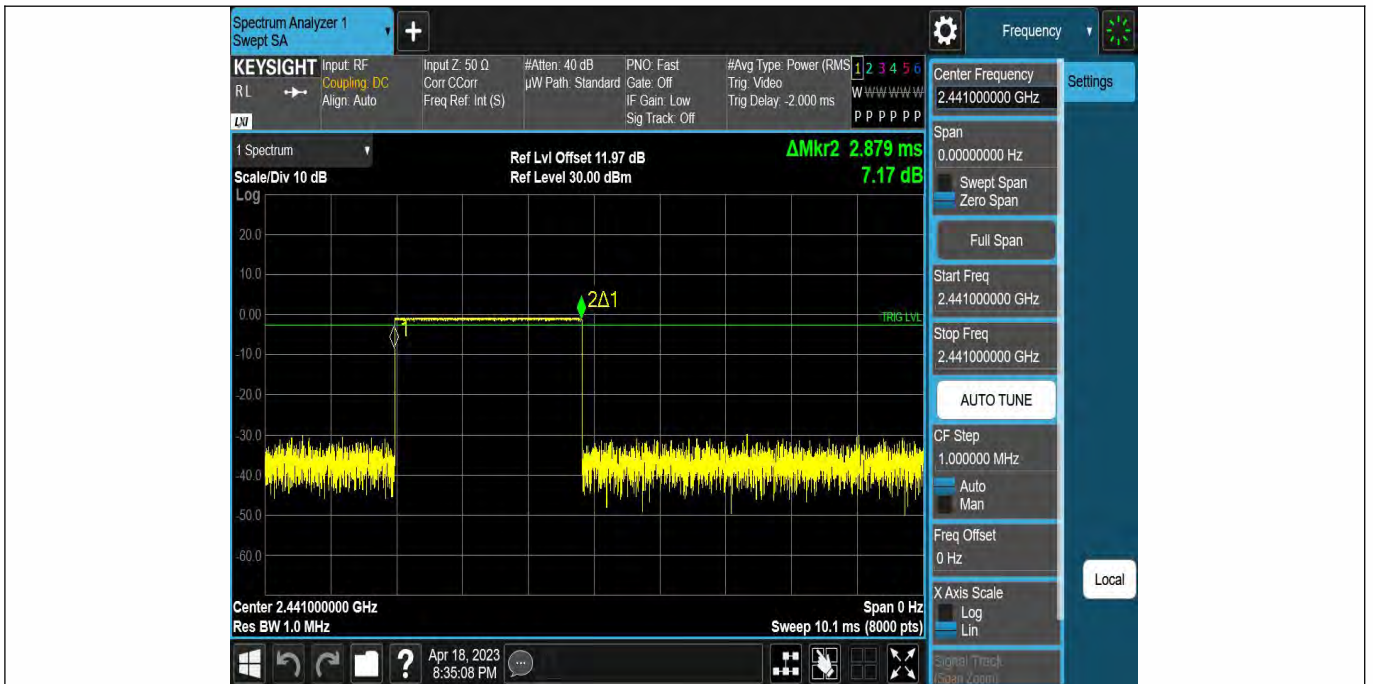 Spectrum Analyzer 1
Swept SA
Frequency
KEYSIGHT
RL
LXI
Input: RF
Coupling: DC
Align: Auto
Input Z: 50 Ω
Corr CCorr
Freq Ref: Int (S)
#Atten: 40 dB
µW Path: Standard
PNO: Fast
Gate: Off
IF Gain: Low
Sig Track: Off
#Avg Type: Power (RMS
Trig: Video
Trig Delay: -2.000 ms
1 2 3 4 5 6
W W W W W W
P P P P P P
1 Spectrum
Scale/Div 10 dB
Ref Lvl Offset 11.97 dB
Ref Level 30.00 dBm
ΔMkr2 2.879 ms
7.17 dB
Log
20.0
10.0
0.00
-10.0
-20.0
-30.0
-40.0
-50.0
-60.0
1
2Δ1
TRIG LVL
Center 2.441000000 GHz
Res BW 1.0 MHz
Span 0 Hz
Sweep 10.1 ms (8000 pts)
Center Frequency
2.441000000 GHz
Settings
Span
0.00000000 Hz
Swept Span
Zero Span
Full Span
Start Freq
2.441000000 GHz
Stop Freq
2.441000000 GHz
AUTO TUNE
CF Step
1.000000 MHz
Auto
Man
Freq Offset
0 Hz
X Axis Scale
Log
Lin
Signal Track
(Span Zoom)
Local
?
Apr 18, 2023
8:35:08 PM